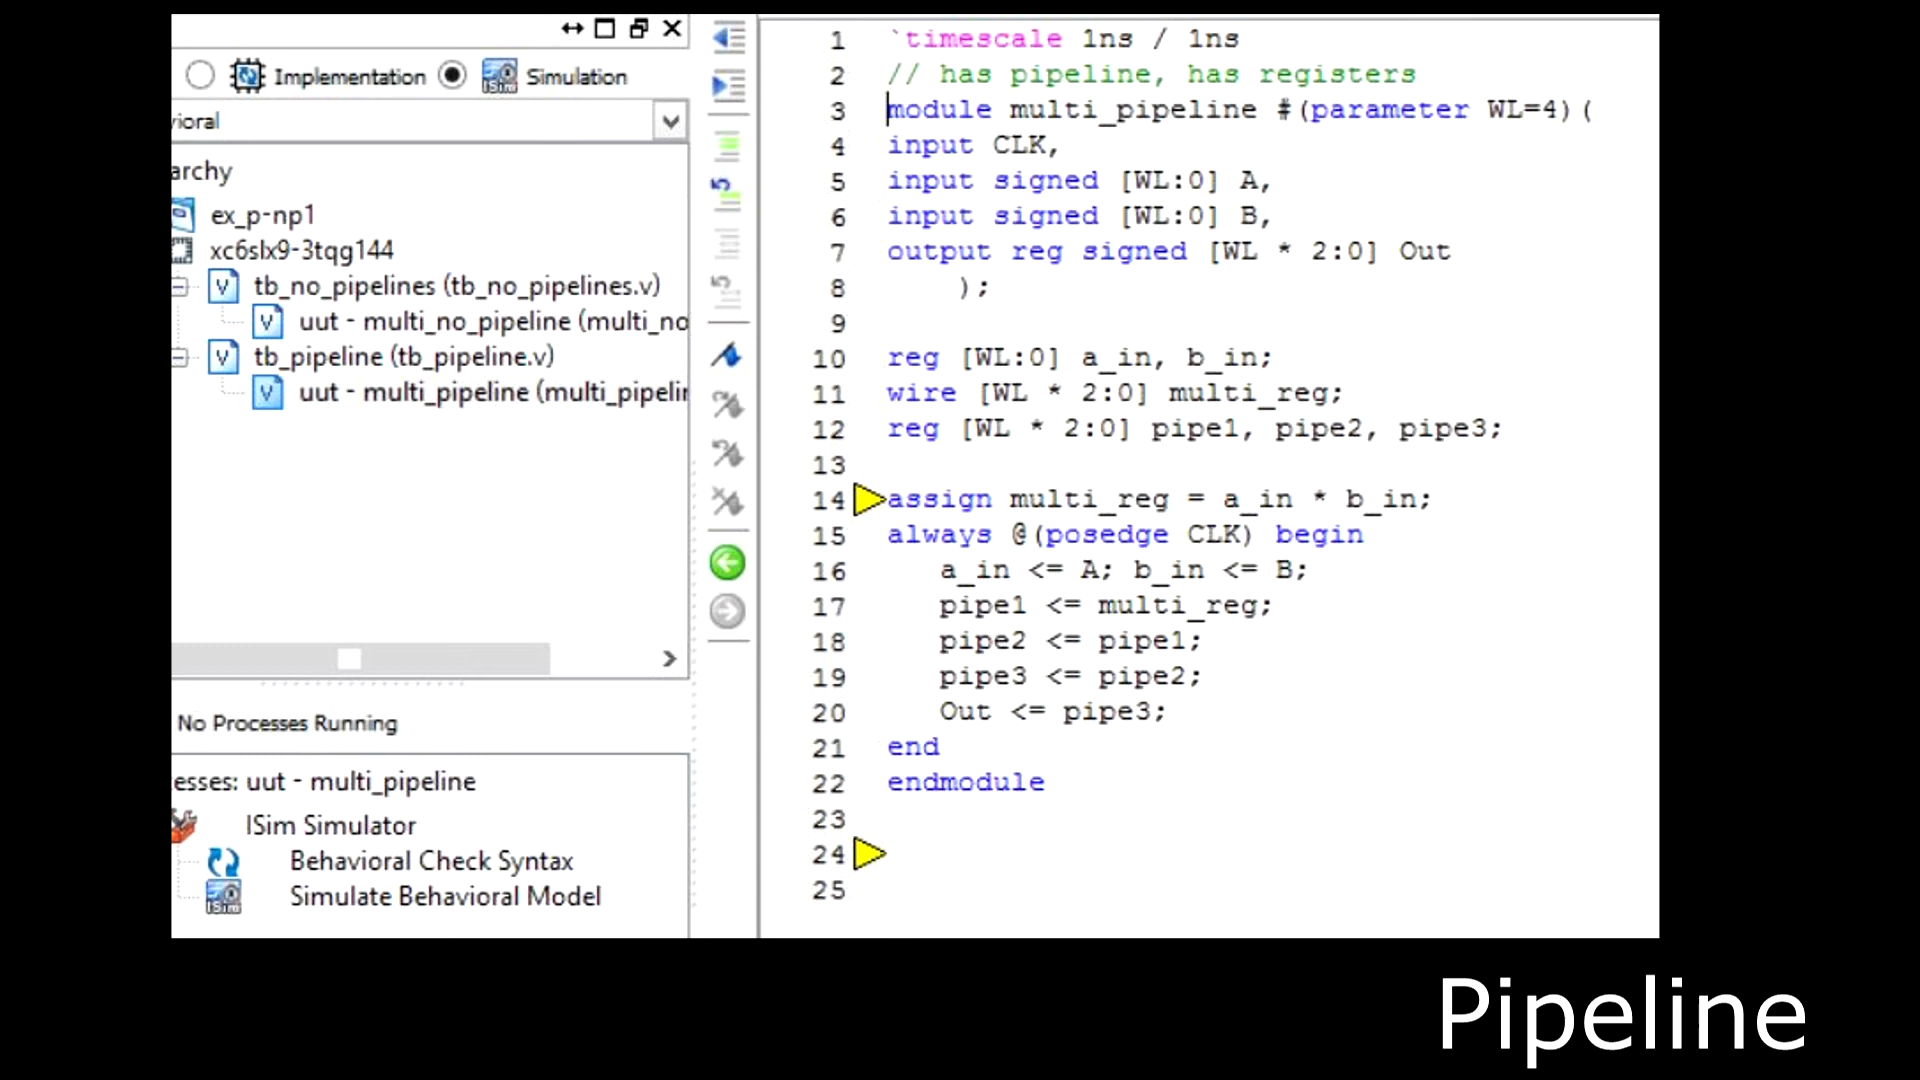 Implementation
Simulation
vioral
archy
ex_p-np1
xc6slx9-3tqg144
tb_no_pipelines (tb_no_pipelines.v)
uut - multi_no_pipeline (multi_no
tb_pipeline (tb_pipeline.v)
uut - multi_pipeline (multi_pipelin
No Processes Running
esses: uut - multi_pipeline
ISim Simulator
Behavioral Check Syntax
Simulate Behavioral Model
1 `timescale 1ns / 1ns
2 // has pipeline, has registers
3 module multi_pipeline #(parameter WL=4)(
4 input CLK,
5 input signed [WL:0] A,
6 input signed [WL:0] B,
7 output reg signed [WL * 2:0] Out
8 );
9
10 reg [WL:0] a_in, b_in;
11 wire [WL * 2:0] multi_reg;
12 reg [WL * 2:0] pipe1, pipe2, pipe3;
13
14 assign multi_reg = a_in * b_in;
15 always @(posedge CLK) begin
16 a_in <= A; b_in <= B;
17 pipe1 <= multi_reg;
18 pipe2 <= pipe1;
19 pipe3 <= pipe2;
20 Out <= pipe3;
21 end
22 endmodule
23
24
25
Pipeline